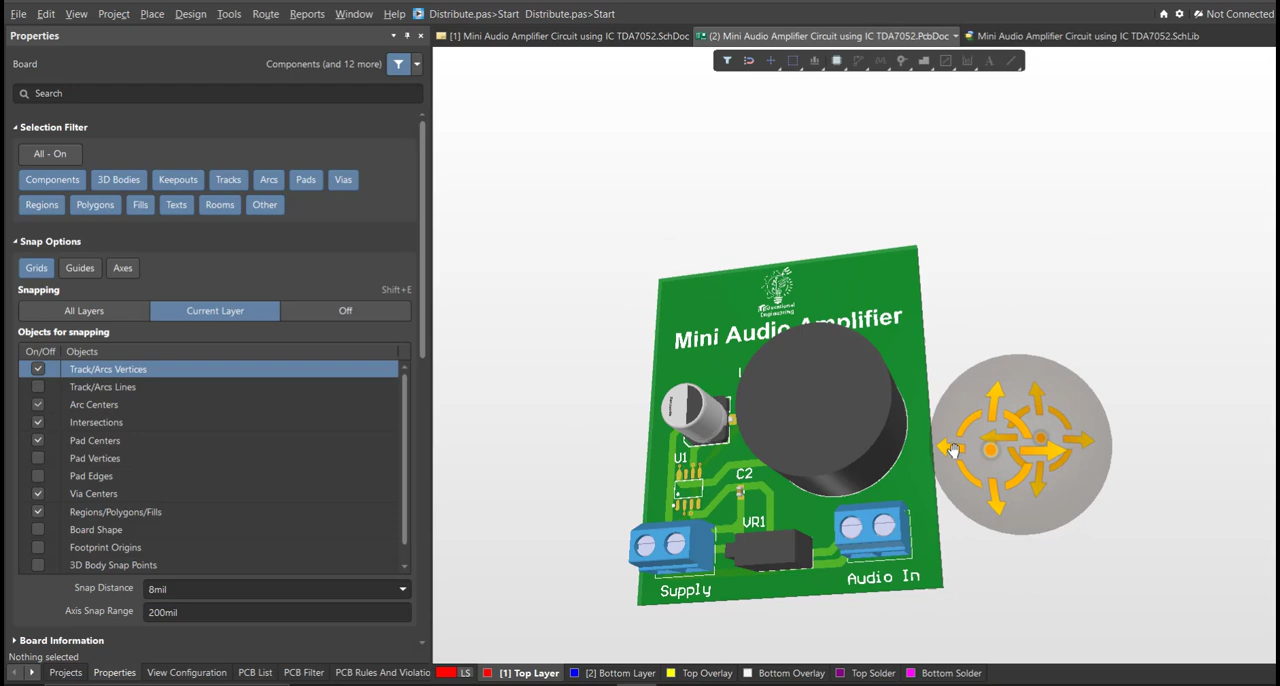 File Edit View Project Place Design Tools Route Reports Window Help Distribute.pas>Start Distribute.pas>Start Not Connected
Properties
[1] Mini Audio Amplifier Circuit using IC TDA7052.SchDoc
(2) Mini Audio Amplifier Circuit using IC TDA7052.PcbDoc
Mini Audio Amplifier Circuit using IC TDA7052.SchLib
Board Components (and 12 more)
Search
Selection Filter
All - On
Components 3D Bodies Keepouts Tracks Arcs Pads Vias
Regions Polygons Fills Texts Rooms Other
Snap Options
Grids Guides Axes
Snapping Shift+E
All Layers Current Layer Off
Objects for snapping
On/Off Objects
Track/Arcs Vertices
Track/Arcs Lines
Arc Centers
Intersections
Pad Centers
Pad Vertices
Pad Edges
Via Centers
Regions/Polygons/Fills
Board Shape
Footprint Origins
3D Body Snap Points
Snap Distance 8mil
Axis Snap Range 200mil
Board Information
Nothing selected
Projects Properties View Configuration PCB List PCB Filter PCB Rules And Violatio
LS [1] Top Layer [2] Bottom Layer Top Overlay Bottom Overlay Top Solder Bottom Solder
Engineering
Mini Audio Amplifier
U1
C2
VR1
Supply
Audio In